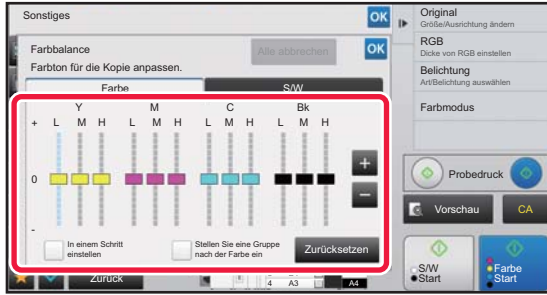 Sonstiges
OK
Farbbalance
Alle abbrechen
OK
Farbton für die Kopie anpassen.
Farbe
S/W
Y M C Bk
+ L M H L M H L M H L M H
0
-
+
-
In einem Schritt
einstellen
Stellen Sie eine Gruppe
nach der Farbe ein
Zurücksetzen
Zurück
4 A3
A4
Original
Größe/Ausrichtung ändern
RGB
Dicke von RGB einstellen
Belichtung
Art/Belichtung auswählen
Farbmodus
Probedruck
Vorschau
CA
S/W
Start
Farbe
Start